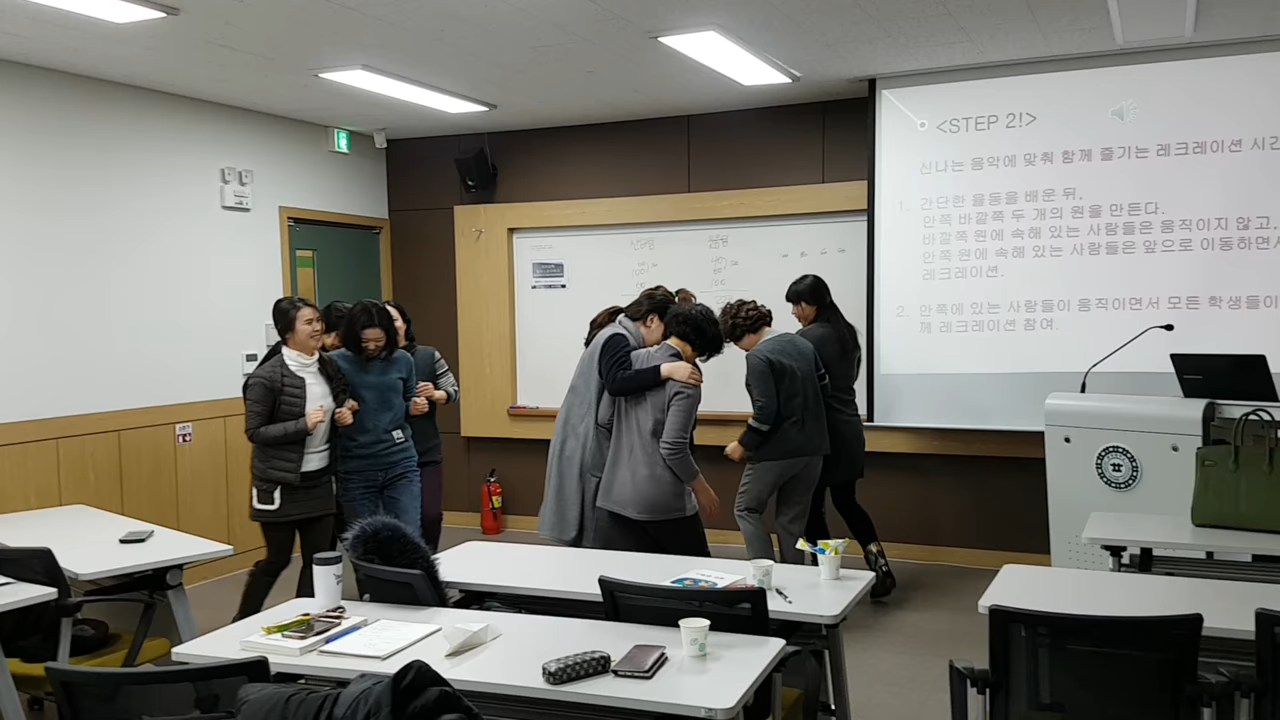 <STEP 2!>
신나는 음악에 맞춰 함께 즐기는 레크레이션 시간
1. 간단한 율동을 배운 뒤,
안쪽 바깥쪽 두 개의 원을 만든다.
바깥쪽 원에 속해 있는 사람들은 움직이지 않고,
안쪽 원에 속해 있는 사람들은 앞으로 이동하면서
레크레이션.
2. 안쪽에 있는 사람들이 움직이면서 모든 학생들이
께 레크레이션 참여.